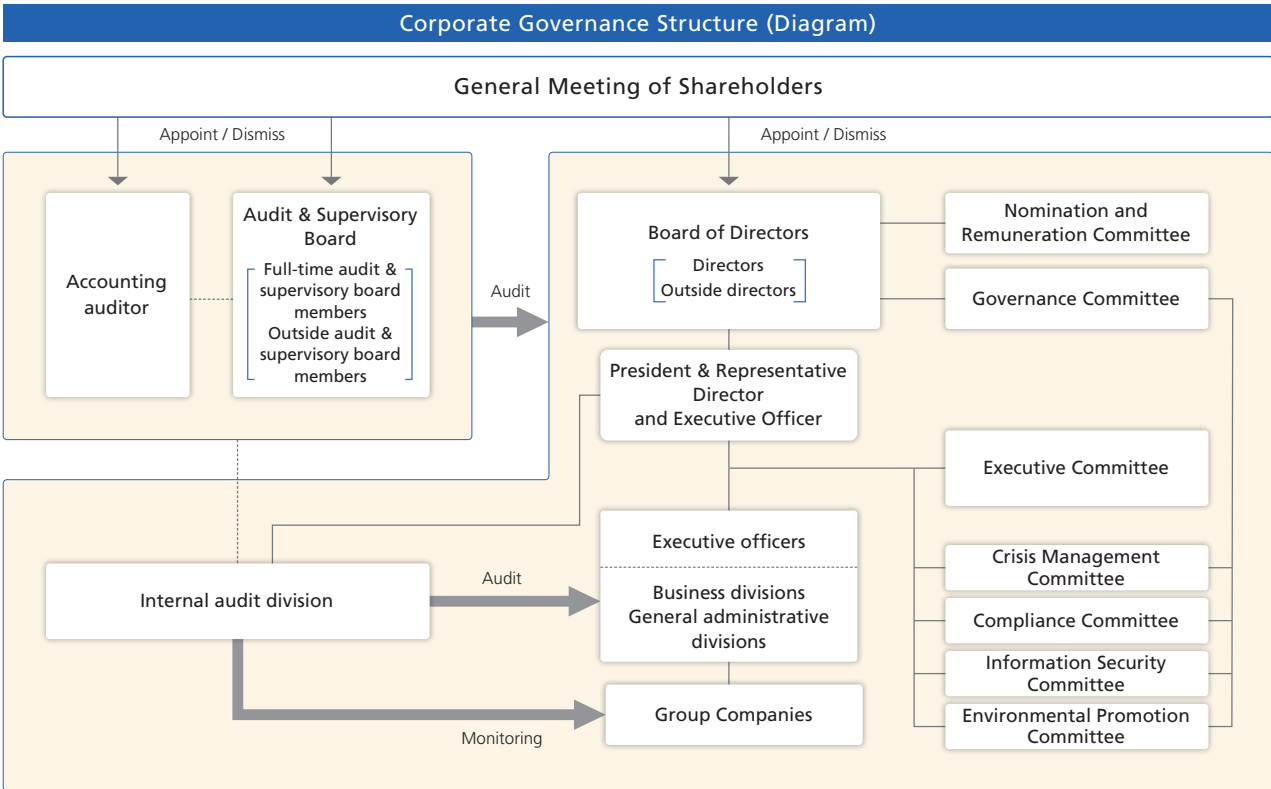 Corporate Governance Structure (Diagram)
General Meeting of Shareholders
Appoint / Dismiss
Appoint / Dismiss
Accounting
auditor
Audit & Supervisory
Board
Full-time audit &
supervisory board
members
Outside audit &
supervisory board
members
Audit
Board of Directors
Directors
Outside directors
Nomination and
Remuneration Committee
Governance Committee
President & Representative
Director
and Executive Officer
Executive Committee
Executive officers
Business divisions
General administrative
divisions
Internal audit division
Audit
Monitoring
Group Companies
Crisis Management
Committee
Compliance Committee
Information Security
Committee
Environmental Promotion
Committee